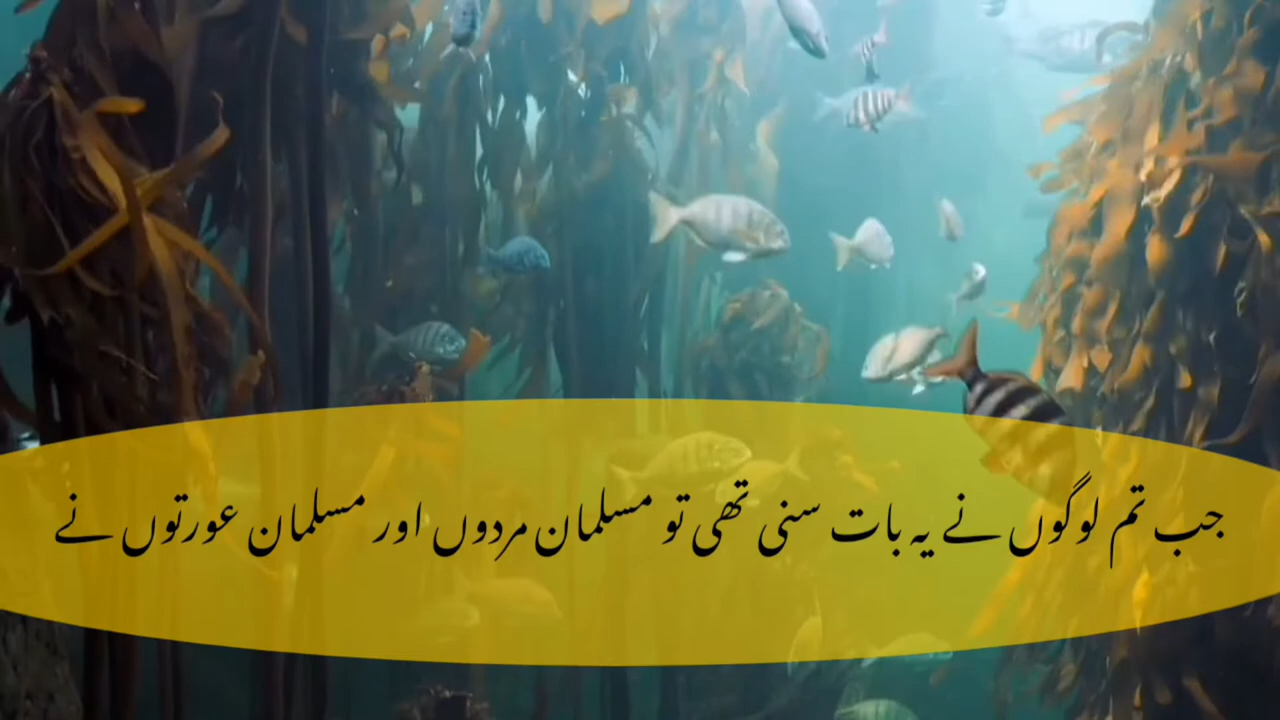 جب تم لوگوں نے یہ بات سنی تھی تو مسلمان مردوں اور مسلمان عورتوں نے